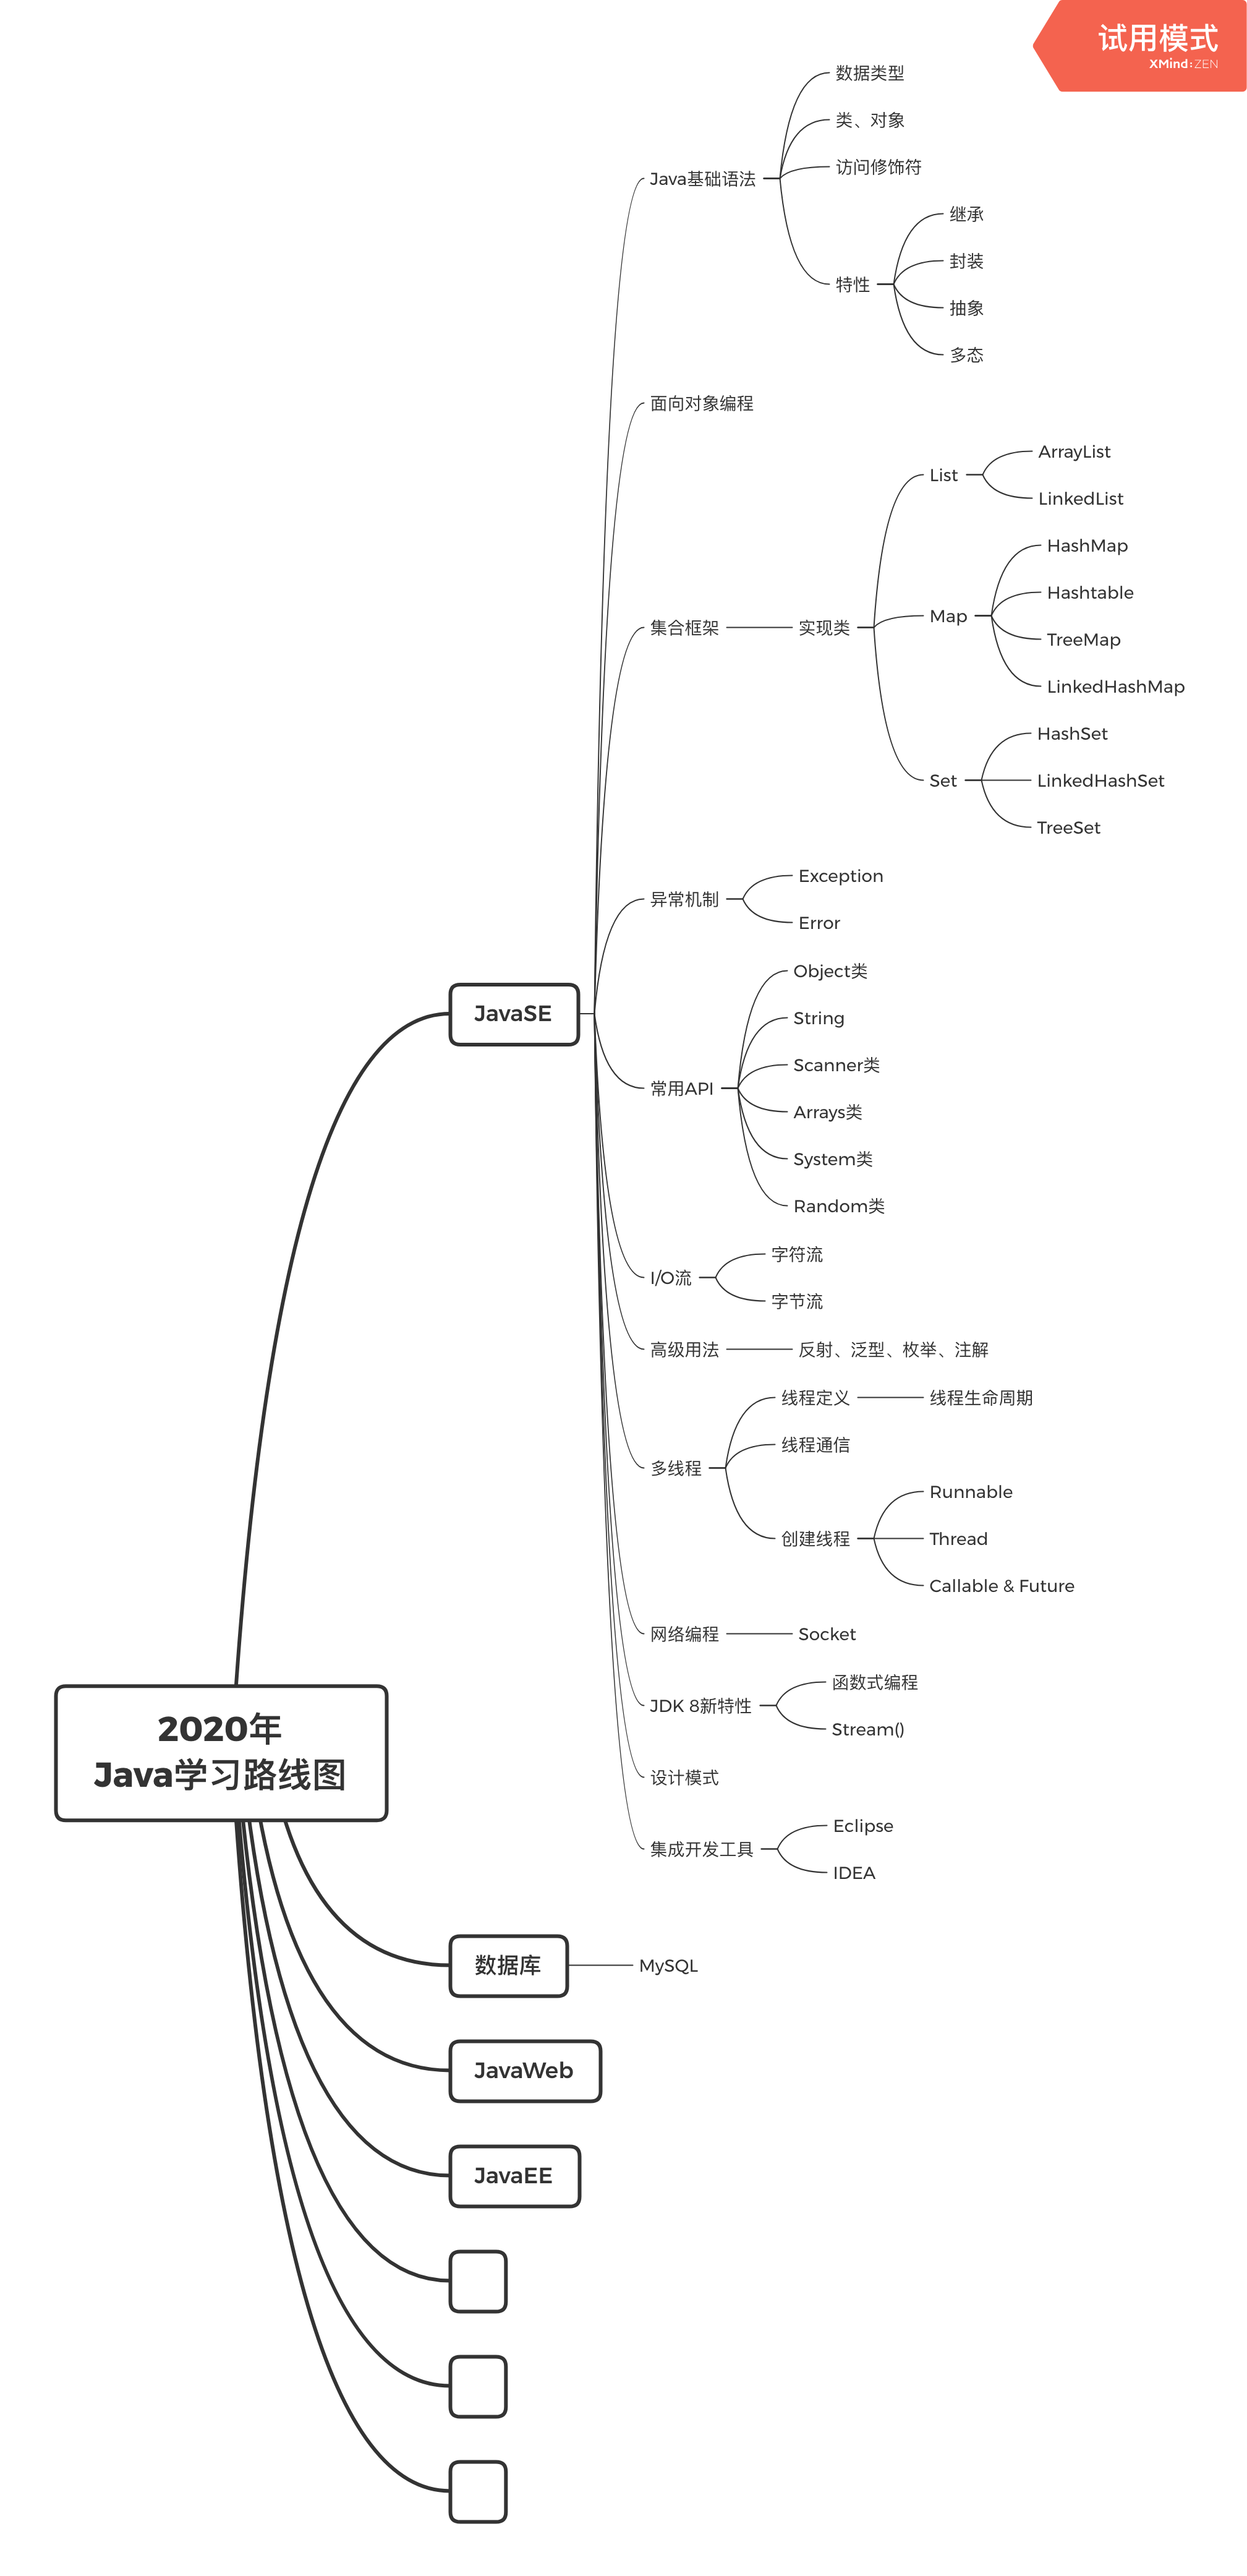 试用模式
XMind:ZEN
数据类型
类、对象
访问修饰符
Java基础语法
继承
封装
特性
抽象
多态
面向对象编程
ArrayList
List
LinkedList
HashMap
Hashtable
Map
集合框架
实现类
TreeMap
LinkedHashMap
HashSet
Set
LinkedHashSet
TreeSet
Exception
异常机制
Error
Object类
JavaSE
String
Scanner类
常用API
Arrays类
System类
Random类
字符流
I/O流
字节流
高级用法
反射、泛型、枚举、注解
线程定义
线程生命周期
线程通信
多线程
Runnable
创建线程
Thread
Callable & Future
网络编程
Socket
函数式编程
JDK 8新特性
Stream()
2020年
Java学习路线图
设计模式
Eclipse
集成开发工具
IDEA
数据库
MySQL
JavaWeb
JavaEE